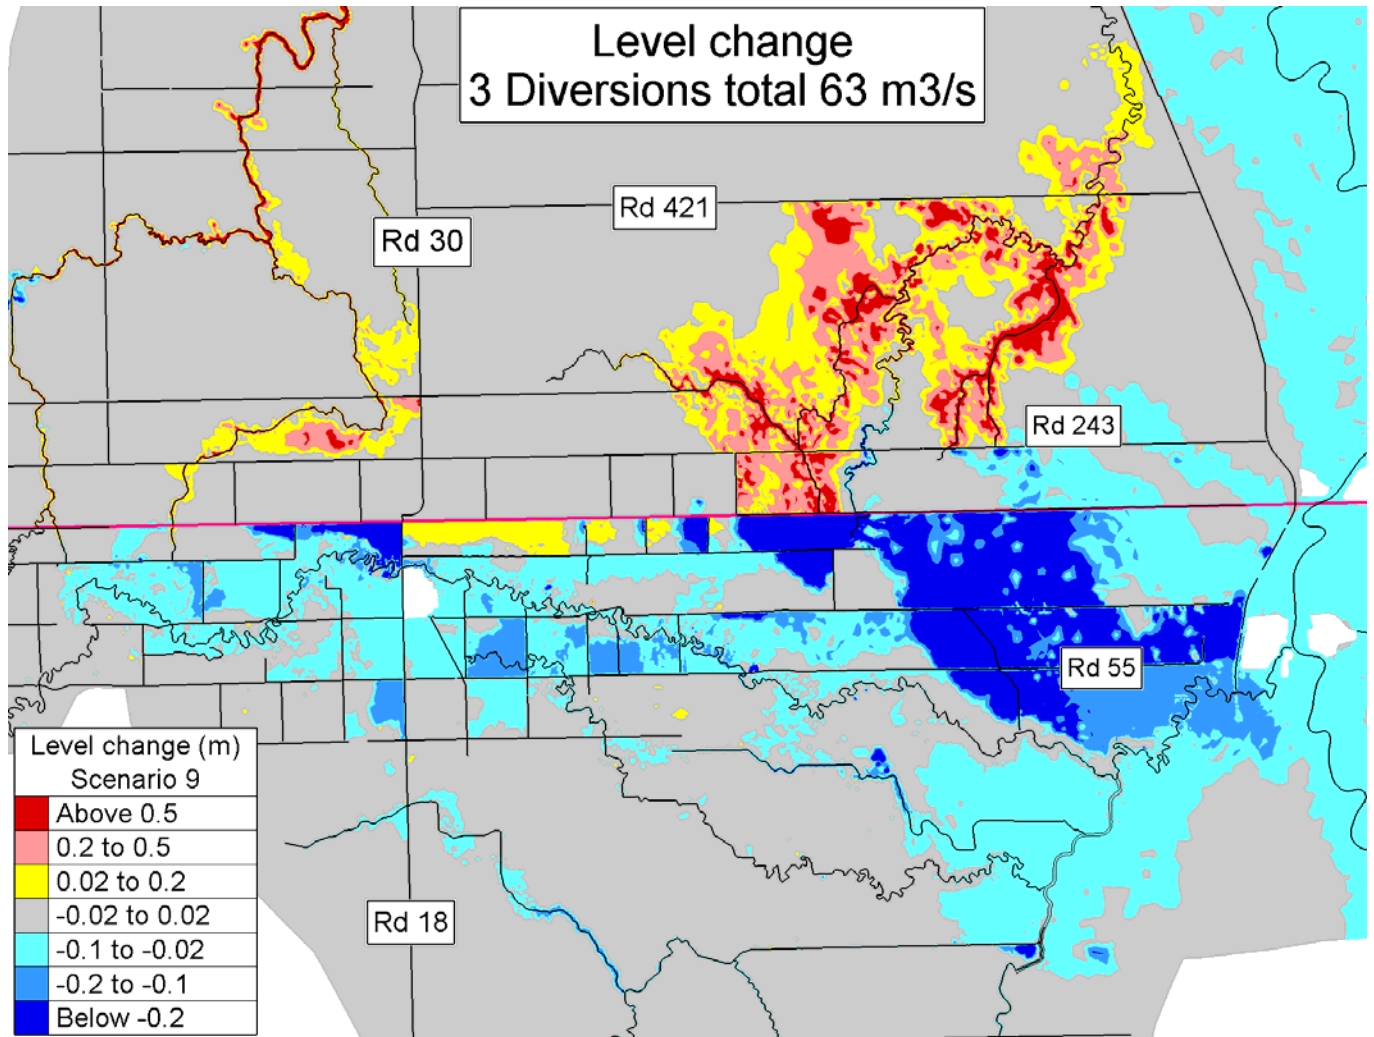 Level change
3 Diversions total 63 m3/s
Rd 421
Rd 30
Rd 243
Rd 55
Level change (m)
Scenario 9
Above 0.5
0.2 to 0.5
0.02 to 0.2
-0.02 to 0.02
-0.1 to -0.02
-0.2 to -0.1
Below -0.2
Rd 18